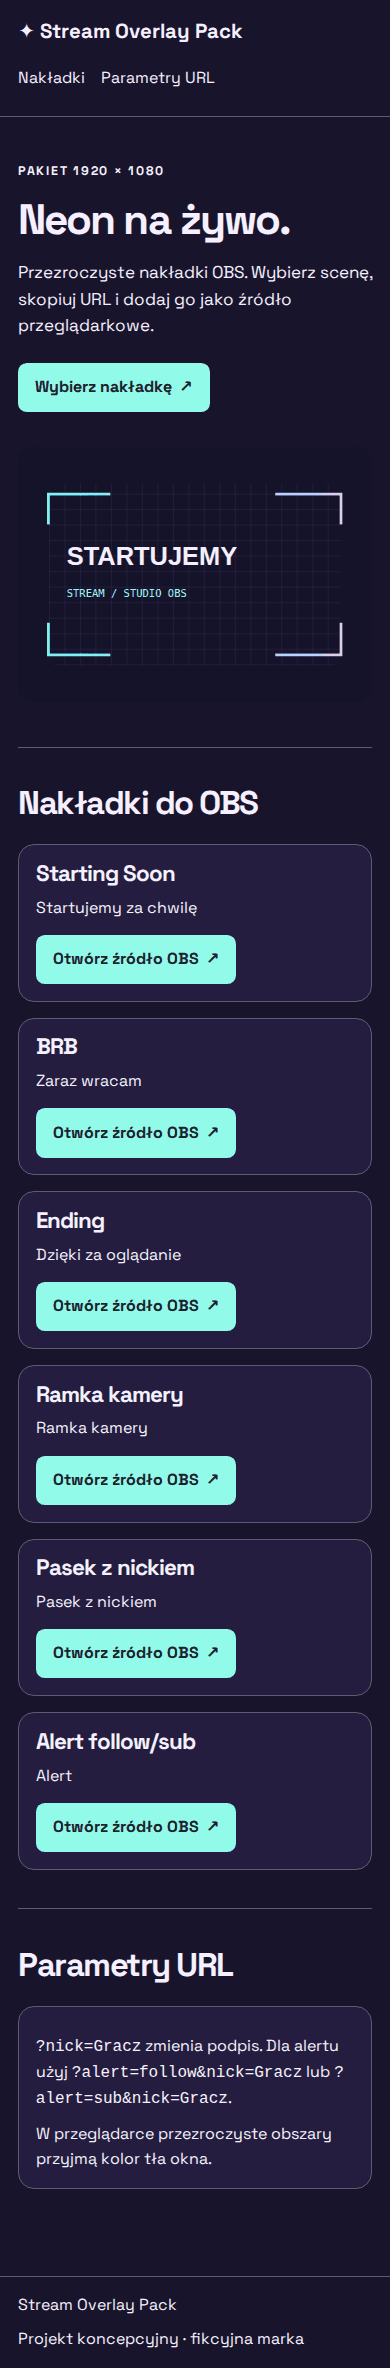 ✦ Stream Overlay Pack
Nakładki Parametry URL
PAKIET 1920 × 1080
Neon na żywo.
Przezroczyste nakładki OBS. Wybierz scenę,
skopiuj URL i dodaj go jako źródło
przeglądarkowe.
Wybierz nakładkę ↗
STARTUJEMY
STREAM / STUDIO OBS
Nakładki do OBS
Starting Soon
Startujemy za chwilę
Otwórz źródło OBS ↗
BRB
Zaraz wracam
Otwórz źródło OBS ↗
Ending
Dzięki za oglądanie
Otwórz źródło OBS ↗
Ramka kamery
Ramka kamery
Otwórz źródło OBS ↗
Pasek z nickiem
Pasek z nickiem
Otwórz źródło OBS ↗
Alert follow/sub
Alert
Otwórz źródło OBS ↗
Parametry URL
?nick=Gracz zmienia podpis. Dla alertu
użyj ?alert=follow&nick=Gracz lub ?
alert=sub&nick=Gracz.
W przeglądarce przezroczyste obszary
przyjmą kolor tła okna.
Stream Overlay Pack
Projekt koncepcyjny · fikcyjna marka